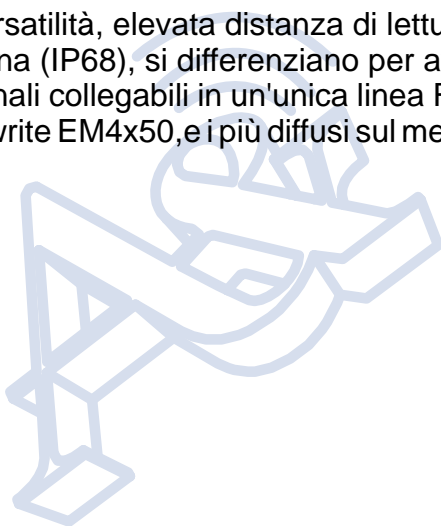 rsatilità, elevata distanza di lettu
na (IP68), si differenziano per a
nali collegabili in un'unica linea
write EM4x50,e i più diffusi sul me